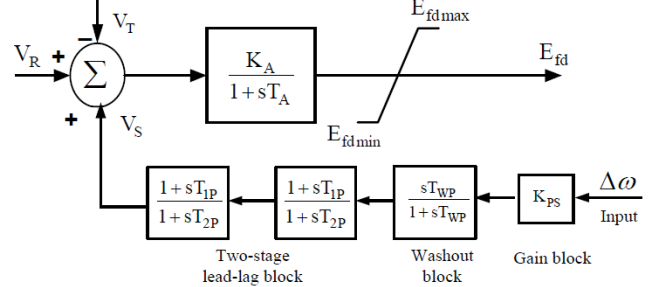 V_T
E_fdmax
V_R
+
−
Σ
K_A
1 + sT_A
E_fd
+
V_S
E_fdmin
1 + sT_1P
1 + sT_2P
1 + sT_1P
1 + sT_2P
sT_WP
1 + sT_WP
K_PS
Δω
Input
Two-stage
lead-lag block
Washout
block
Gain block